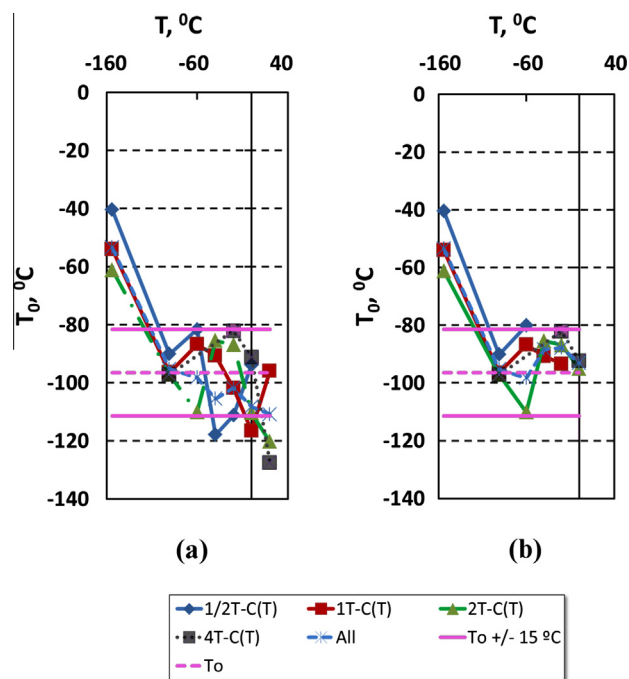 T, ⁰C
T, ⁰C
-160 -60 40
-160 -60 40
0
-20
-40
-60
-80
-100
-120
-140
0
-20
-40
-60
-80
-100
-120
-140
T₀, ⁰C
T₀, ⁰C
(a)
(b)
1/2T-C(T) 1T-C(T) 2T-C(T)
4T-C(T) All To +/- 15 ºC
To